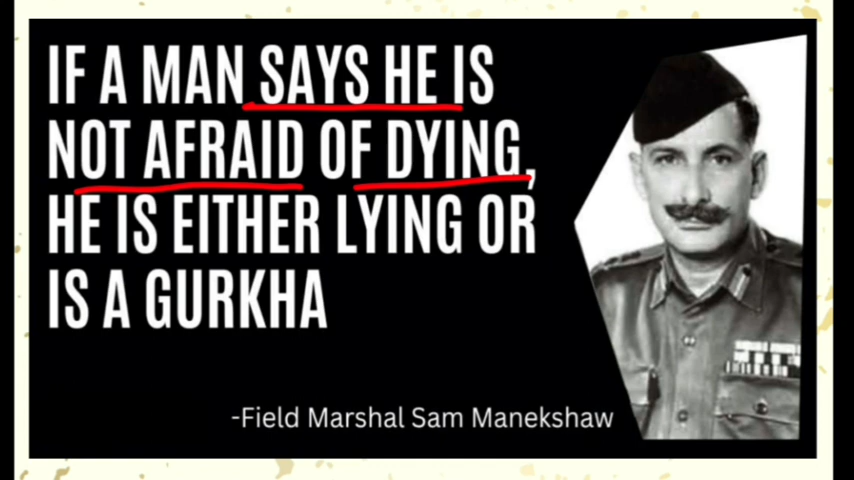 IF A MAN SAYS HE IS
NOT AFRAID OF DYING,
HE IS EITHER LYING OR
IS A GURKHA
-Field Marshal Sam Manekshaw